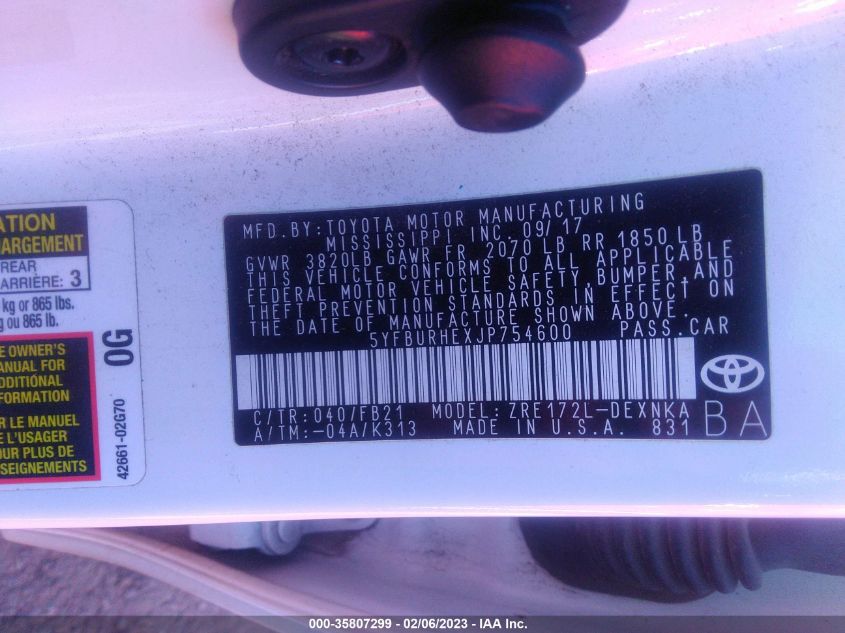 ATION
HARGEMENT
REAR
ARRIÈRE: 3
kg or 865 lbs.
g ou 865 lb.
E OWNER'S
MANUAL FOR
ADDITIONAL
INFORMATION
R LE MANUEL
L'USAGER
OUR PLUS DE
SEIGNEMENTS
0G
42661-02G70
MFD.BY:TOYOTA MOTOR MANUFACTURING
MISSISSIPPI INC. 09/17
GVWR 3820LB GAWR FR 2070 LB RR 1850 LB
THIS VEHICLE CONFORMS TO ALL APPLICABLE
FEDERAL MOTOR VEHICLE SAFETY, BUMPER, AND
THEFT PREVENTION STANDARDS IN EFFECT ON
THE DATE OF MANUFACTURE SHOWN ABOVE.
5YFBURHEXJP754600 PASS.CAR
C/TR: 040/FB21 MODEL: ZRE172L-DEXNKA
A/TM:-04A/K313 MADE IN U.S.A. 831
BA
000-35807299 - 02/06/2023 - IAA Inc.